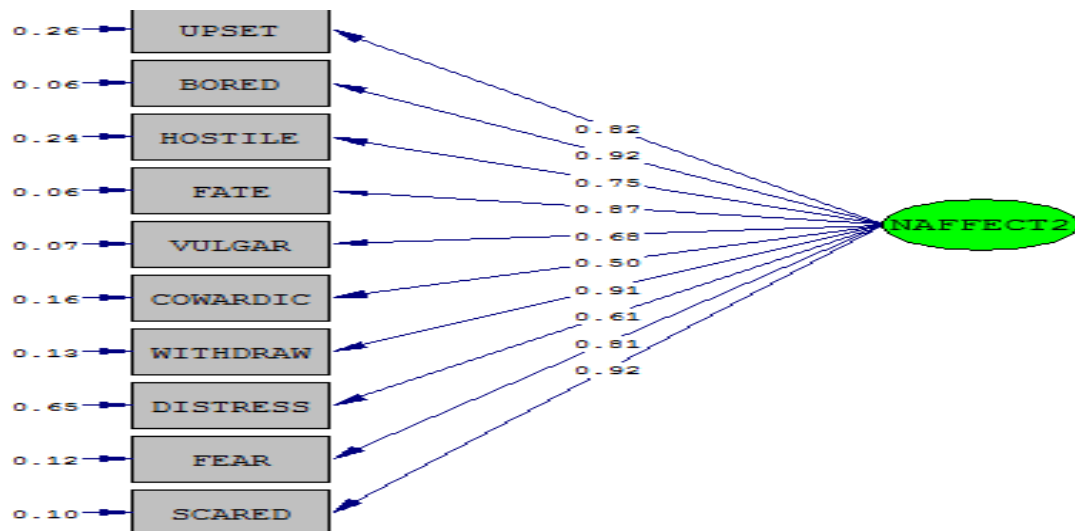 0.26 UPSET
0.06 BORED
0.24 HOSTILE
0.06 FATE
0.07 VULGAR
0.16 COWARDIC
0.13 WITHDRAW
0.65 DISTRESS
0.12 FEAR
0.10 SCARED
0.82
0.92
0.75
0.87
0.68
0.50
0.91
0.61
0.81
0.92
NAFFECT2